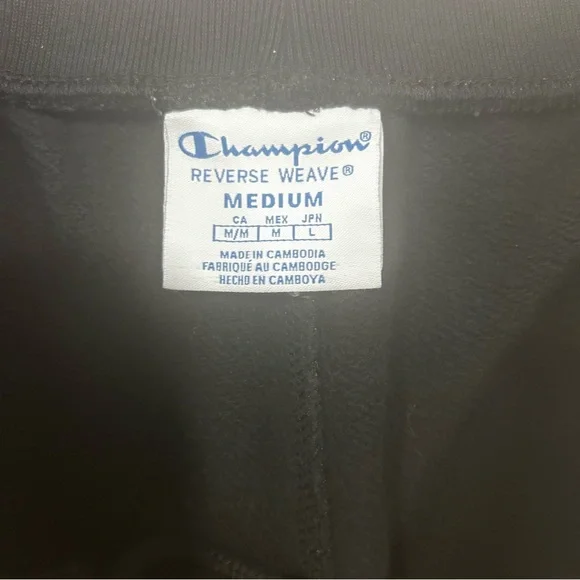 Champion®
REVERSE WEAVE®
MEDIUM
CA MEX JPN
M/M M L
MADE IN CAMBODIA
FABRIQUÉ AU CAMBODGE
HECHO EN CAMBOYA